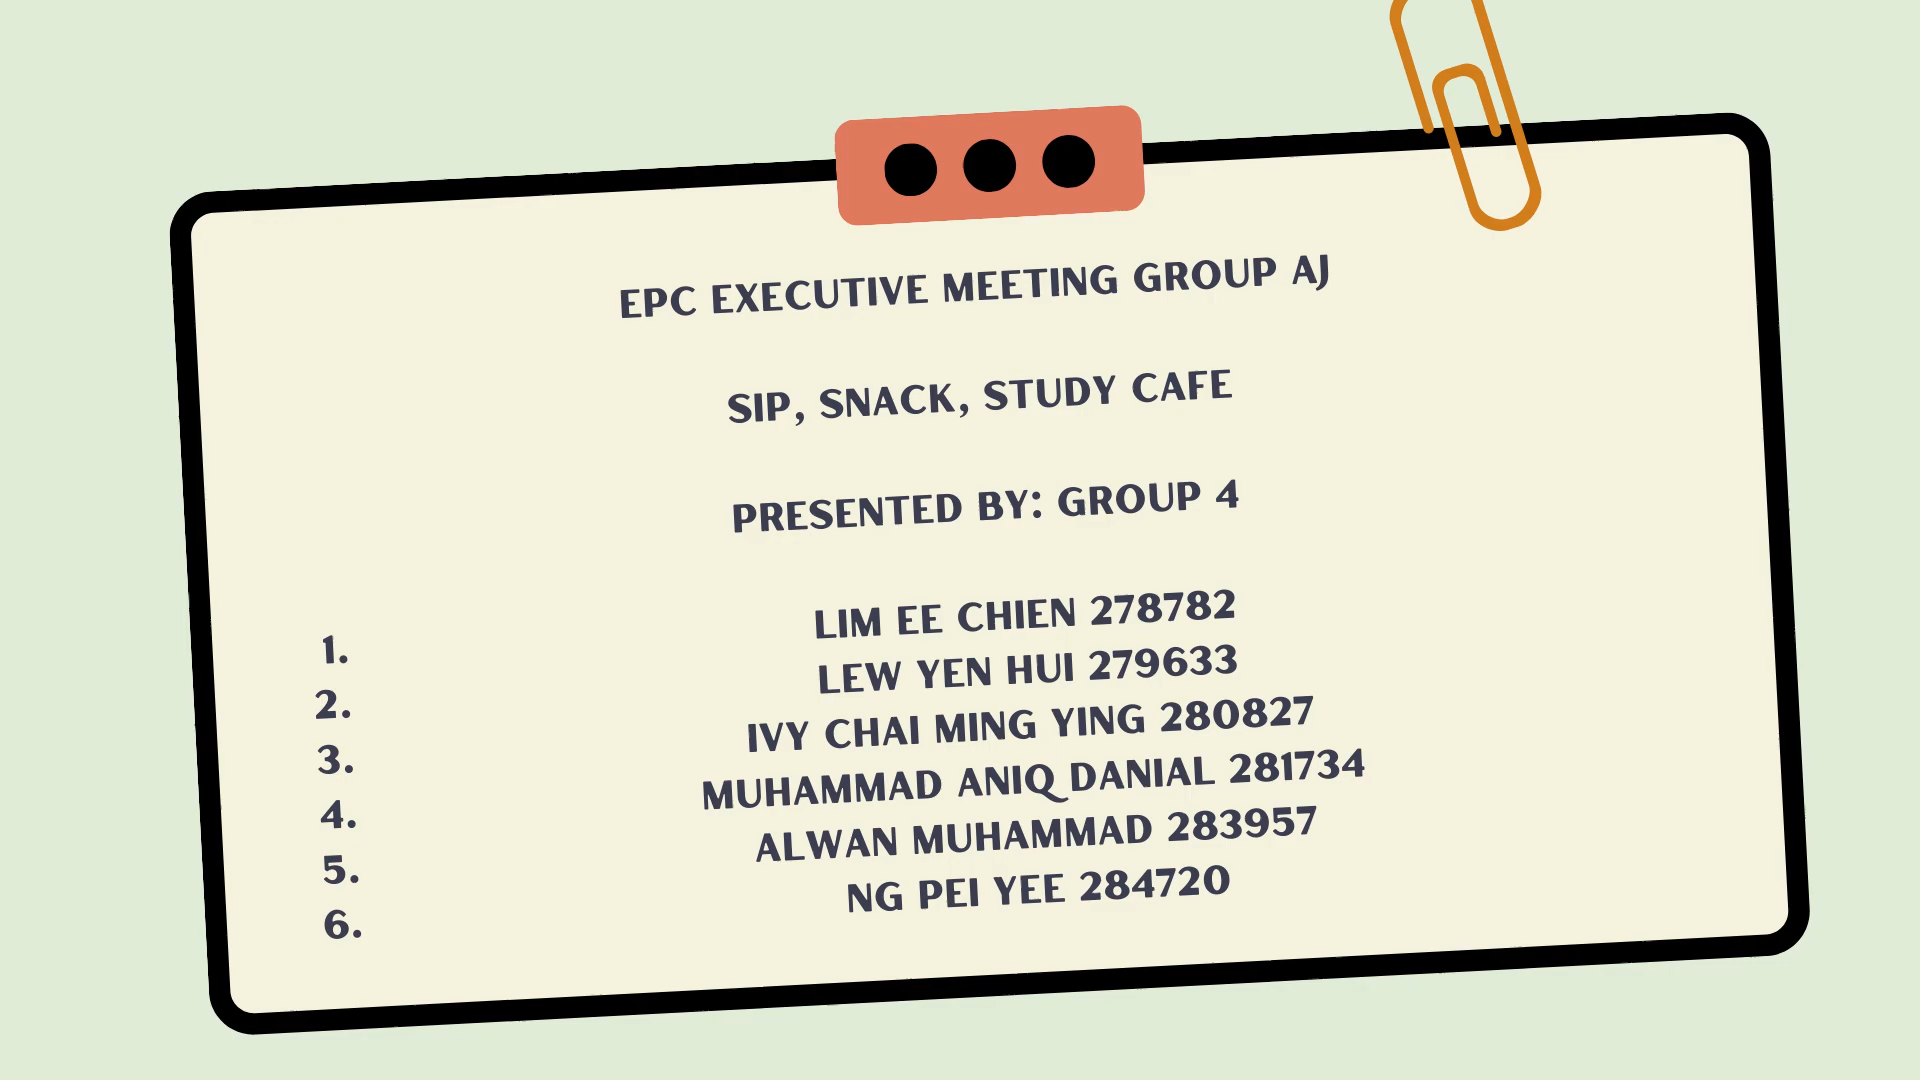 EPC EXECUTIVE MEETING GROUP AJ
SIP, SNACK, STUDY CAFE
PRESENTED BY: GROUP 4
1. LIM EE CHIEN 278782
2. LEW YEN HUI 279633
3. IVY CHAI MING YING 280827
4. MUHAMMAD ANIQ DANIAL 281734
5. ALWAN MUHAMMAD 283957
6. NG PEI YEE 284720